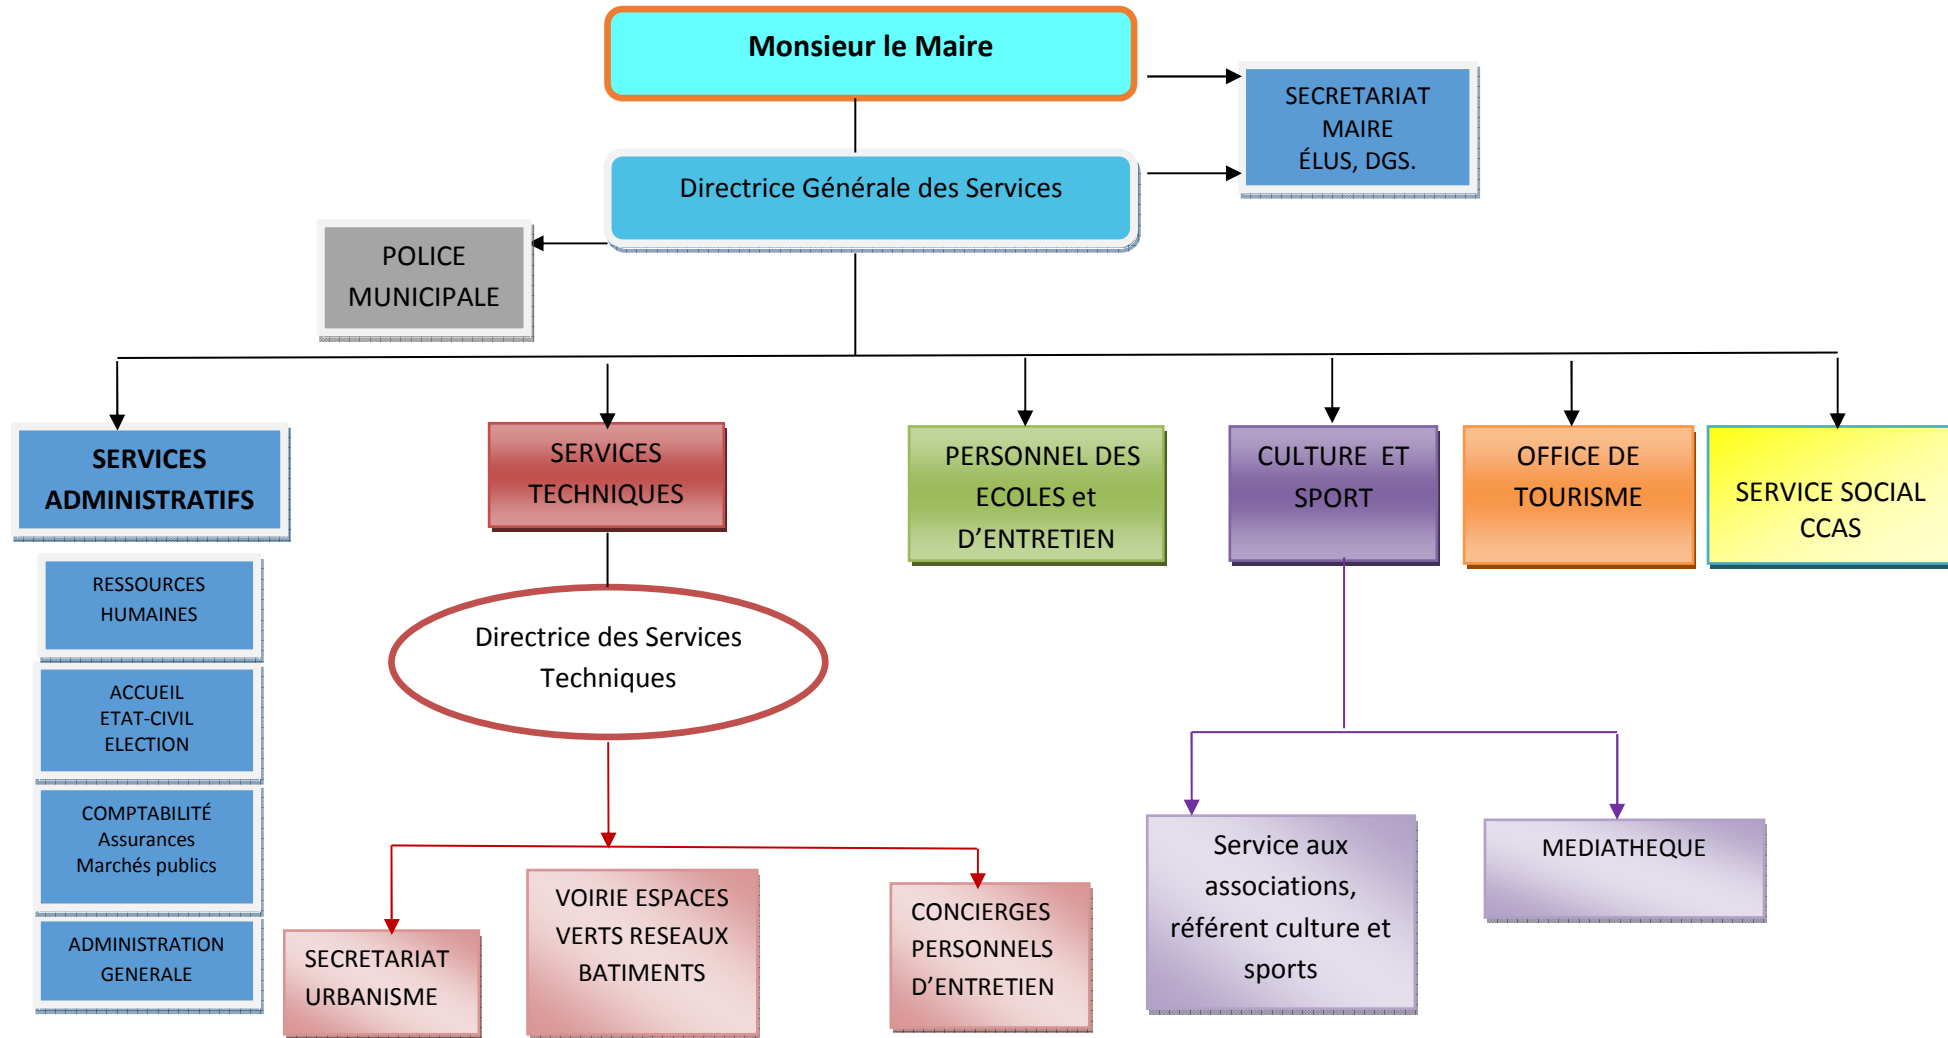 Monsieur le Maire
SECRETARIAT
MAIRE
ÉLUS, DGS.
Directrice Générale des Services
POLICE
MUNICIPALE
SERVICES
ADMINISTRATIFS
RESSOURCES
HUMAINES
ACCUEIL
ETAT-CIVIL
ELECTION
COMPTABILITÉ
Assurances
Marchés publics
ADMINISTRATION
GENERALE
SERVICES
TECHNIQUES
Directrice des Services
Techniques
SECRETARIAT
URBANISME
VOIRIE ESPACES
VERTS RESEAUX
BATIMENTS
CONCIERGES
PERSONNELS
D’ENTRETIEN
PERSONNEL DES
ECOLES et
D’ENTRETIEN
CULTURE ET
SPORT
Service aux
associations,
référent culture et
sports
MEDIATHEQUE
OFFICE DE
TOURISME
SERVICE SOCIAL
CCAS